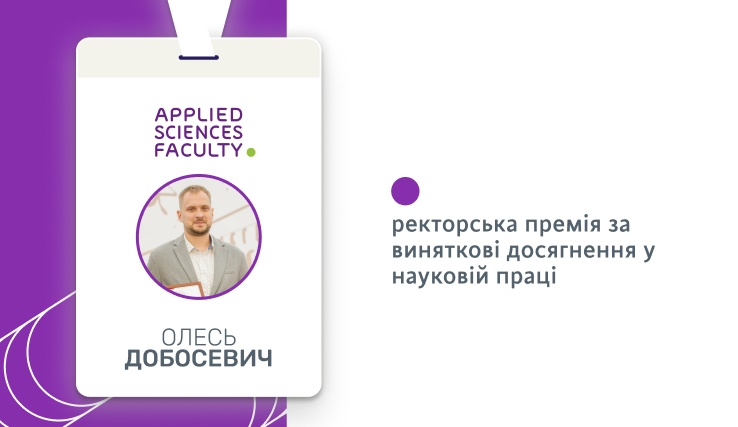 APPLIED
SCIENCES
FACULTY
ОЛЕСЬ
ДОБОСЕВИЧ
ректорська премія за
виняткові досягнення у
науковій праці